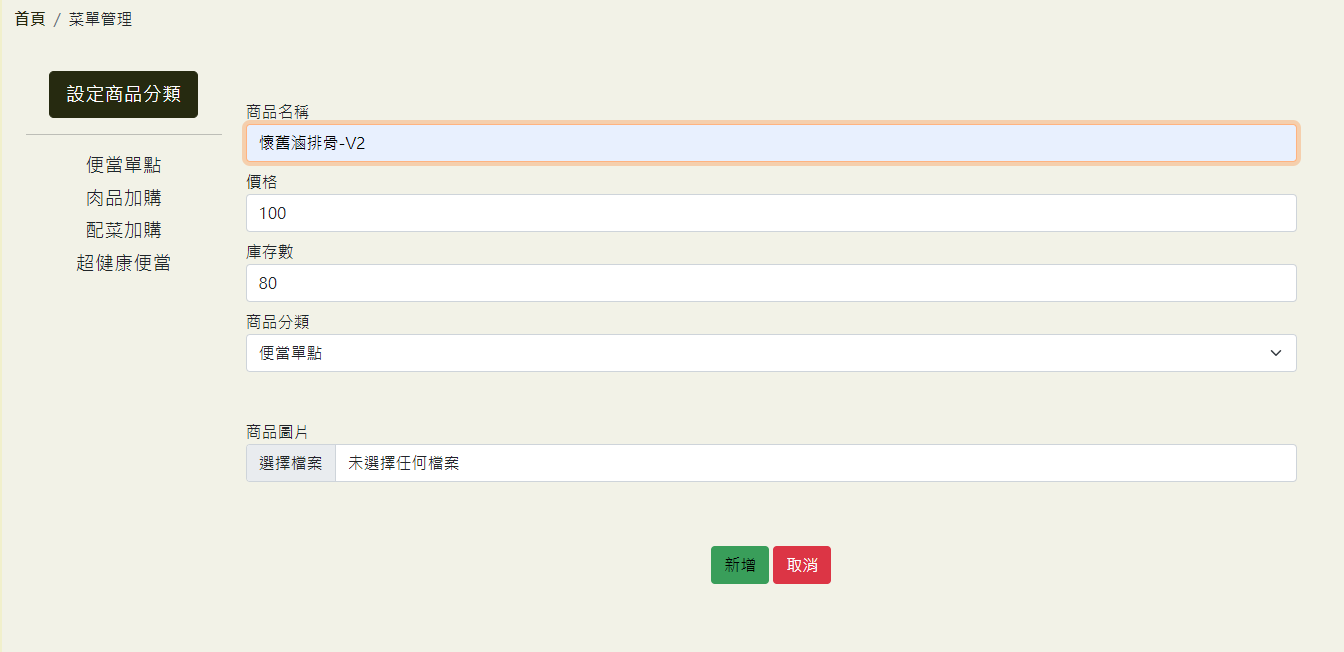 首頁 / 菜單管理
設定商品分類
便當單點
肉品加購
配菜加購
超健康便當
商品名稱
懷舊滷排骨-V2
價格
100
庫存數
80
商品分類
便當單點
商品圖片
選擇檔案 未選擇任何檔案
新增 取消